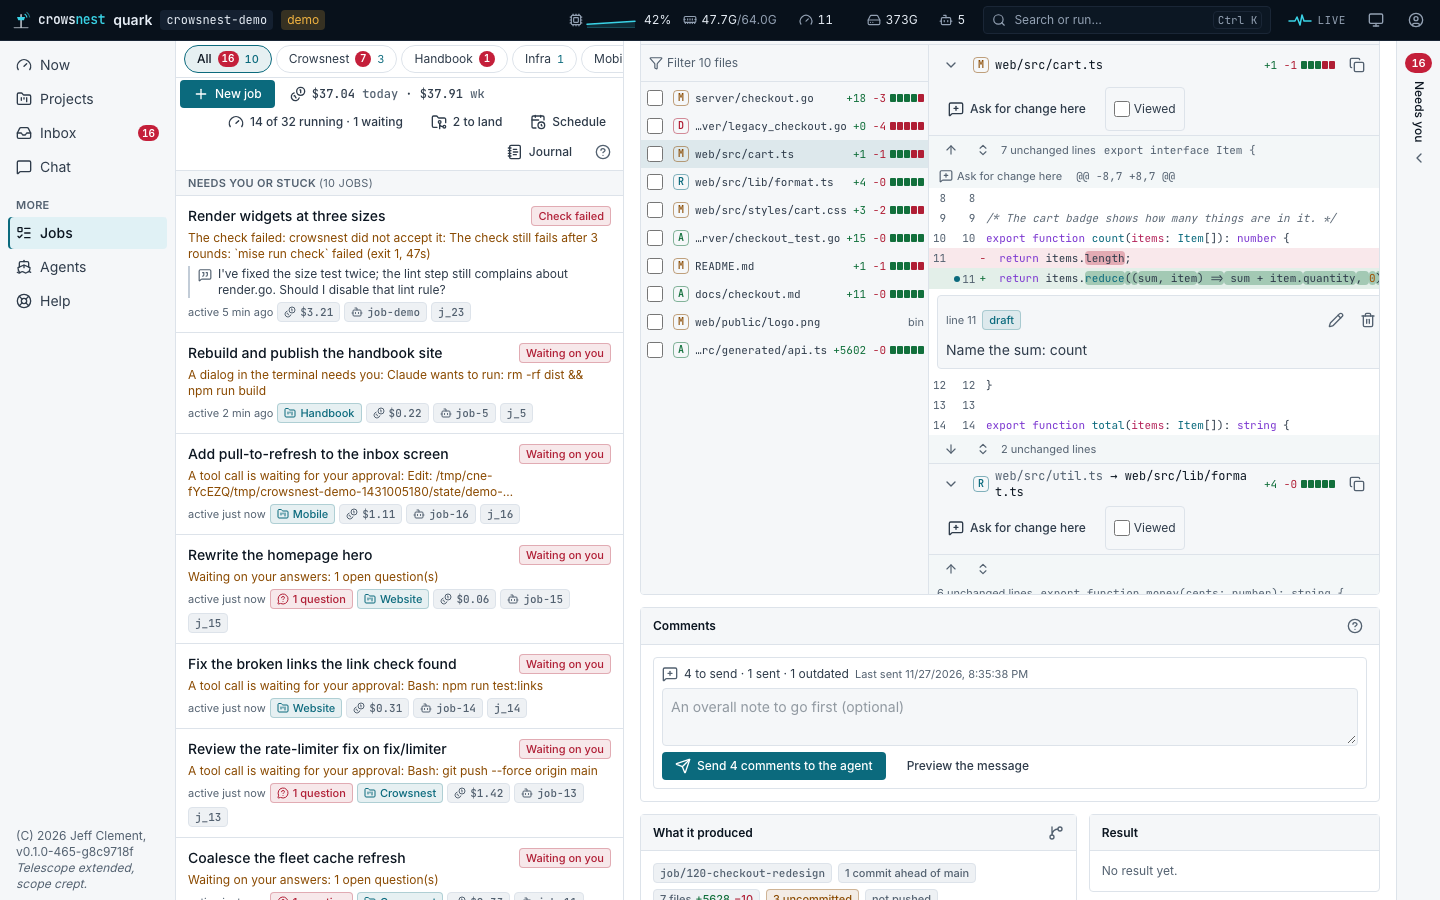 crowsnest quark crowsnest-demo demo 42% 47.7G/64.0G 11 373G 5 Search or run... Ctrl K LIVE
Now
Projects
Inbox 16
Chat
MORE
Jobs
Agents
Help
(C) 2026 Jeff Clement,
v0.1.0-465-g8c9718f
Telescope extended,
scope crept.
All 16 10 Crowsnest 7 3 Handbook 1 Infra 1 Mobi
New job $37.04 today · $37.91 wk
14 of 32 running · 1 waiting 2 to land Schedule
Journal
NEEDS YOU OR STUCK (10 JOBS)
Render widgets at three sizes Check failed
The check failed: crowsnest did not accept it: The check still fails after 3
rounds: `mise run check` failed (exit 1, 47s)
I've fixed the size test twice; the lint step still complains about
render.go. Should I disable that lint rule?
active 5 min ago $3.21 job-demo j_23
Rebuild and publish the handbook site Waiting on you
A dialog in the terminal needs you: Claude wants to run: rm -rf dist &&
npm run build
active 2 min ago Handbook $0.22 job-5 j_5
Add pull-to-refresh to the inbox screen Waiting on you
A tool call is waiting for your approval: Edit: /tmp/cne-
fYcEZQ/tmp/crowsnest-demo-1431005180/state/demo-...
active just now Mobile $1.11 job-16 j_16
Rewrite the homepage hero Waiting on you
Waiting on your answers: 1 open question(s)
active just now 1 question Website $0.06 job-15
j_15
Fix the broken links the link check found Waiting on you
A tool call is waiting for your approval: Bash: npm run test:links
active just now Website $0.31 job-14 j_14
Review the rate-limiter fix on fix/limiter Waiting on you
A tool call is waiting for your approval: Bash: git push --force origin main
active just now 1 question Crowsnest $1.42 job-13
j_13
Coalesce the fleet cache refresh Waiting on you
Waiting on your answers: 1 open question(s)
Filter 10 files
M server/checkout.go +18 -3
D …ver/legacy_checkout.go +0 -4
M web/src/cart.ts +1 -1
R web/src/lib/format.ts +4 -0
M web/src/styles/cart.css +3 -2
A …rver/checkout_test.go +15 -0
M README.md +1 -1
A docs/checkout.md +11 -0
M web/public/logo.png bin
A …rc/generated/api.ts +5602 -0
M web/src/cart.ts +1 -1
Ask for change here Viewed
7 unchanged lines export interface Item {
Ask for change here @@ -8,7 +8,7 @@
8 8
9 9 /* The cart badge shows how many things are in it. */
10 10 export function count(items: Item[]): number {
11 - return items.length;
11 + return items.reduce((sum, item) => sum + item.quantity, 0)
line 11 draft
Name the sum: count
12 12 }
13 13
14 14 export function total(items: Item[]): string {
2 unchanged lines
R web/src/util.ts → web/src/lib/forma
t.ts +4 -0
Ask for change here Viewed
6 unchanged lines export function money(cents: number): string {
Comments
4 to send · 1 sent · 1 outdated Last sent 11/27/2026, 8:35:38 PM
An overall note to go first (optional)
Send 4 comments to the agent Preview the message
What it produced
job/120-checkout-redesign 1 commit ahead of main
7 files +5628 -10 3 uncommitted not pushed
Result
No result yet.
16
Needs you